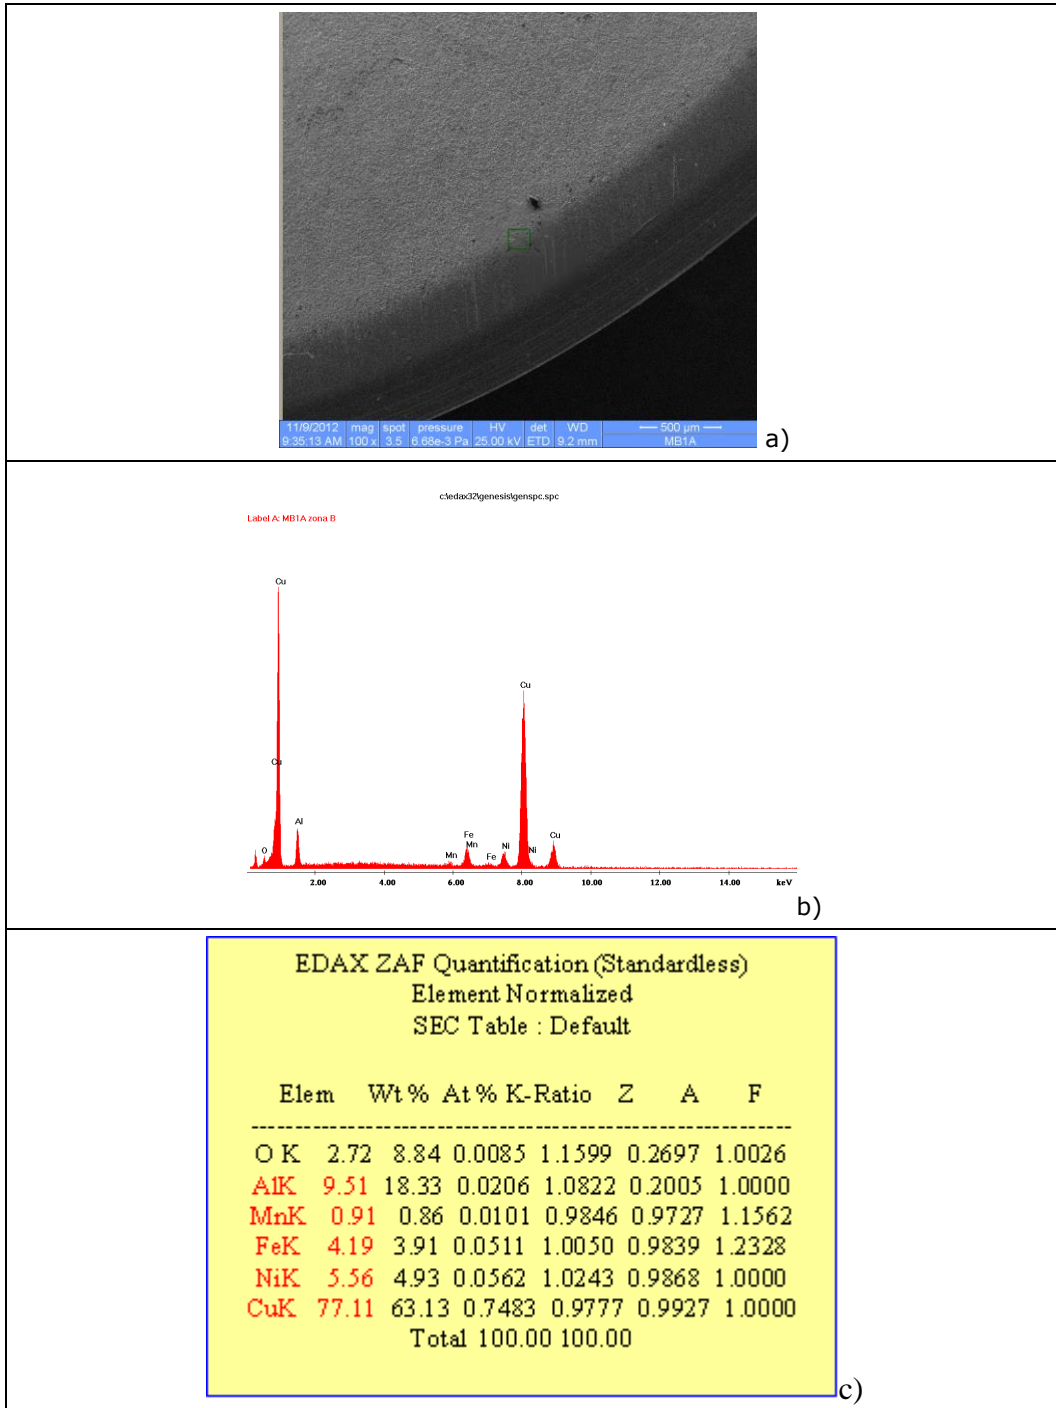 11/9/2012 mag spot pressure HV det WD ← 500 µm →
9:35:13 AM 100 x 3.5 6.68e-3 Pa 25.00 kV ETD 9.2 mm MB1A
a)
c:\edax32\genesis\genspc.spc
Label A: MB1A zona B
Cu
Cu
Cu
Al
O
Mn
Fe
Mn
Fe
Ni
Ni
Cu
2.00 4.00 6.00 8.00 10.00 12.00 14.00 keV
b)
EDAX ZAF Quantification (Standardless)
Element Normalized
SEC Table : Default
Elem Wt % At % K-Ratio Z A F
------------------------------------------------------------
O K 2.72 8.84 0.0085 1.1599 0.2697 1.0026
AlK 9.51 18.33 0.0206 1.0822 0.2005 1.0000
MnK 0.91 0.86 0.0101 0.9846 0.9727 1.1562
FeK 4.19 3.91 0.0511 1.0050 0.9839 1.2328
NiK 5.56 4.93 0.0562 1.0243 0.9868 1.0000
CuK 77.11 63.13 0.7483 0.9777 0.9927 1.0000
Total 100.00 100.00
c)